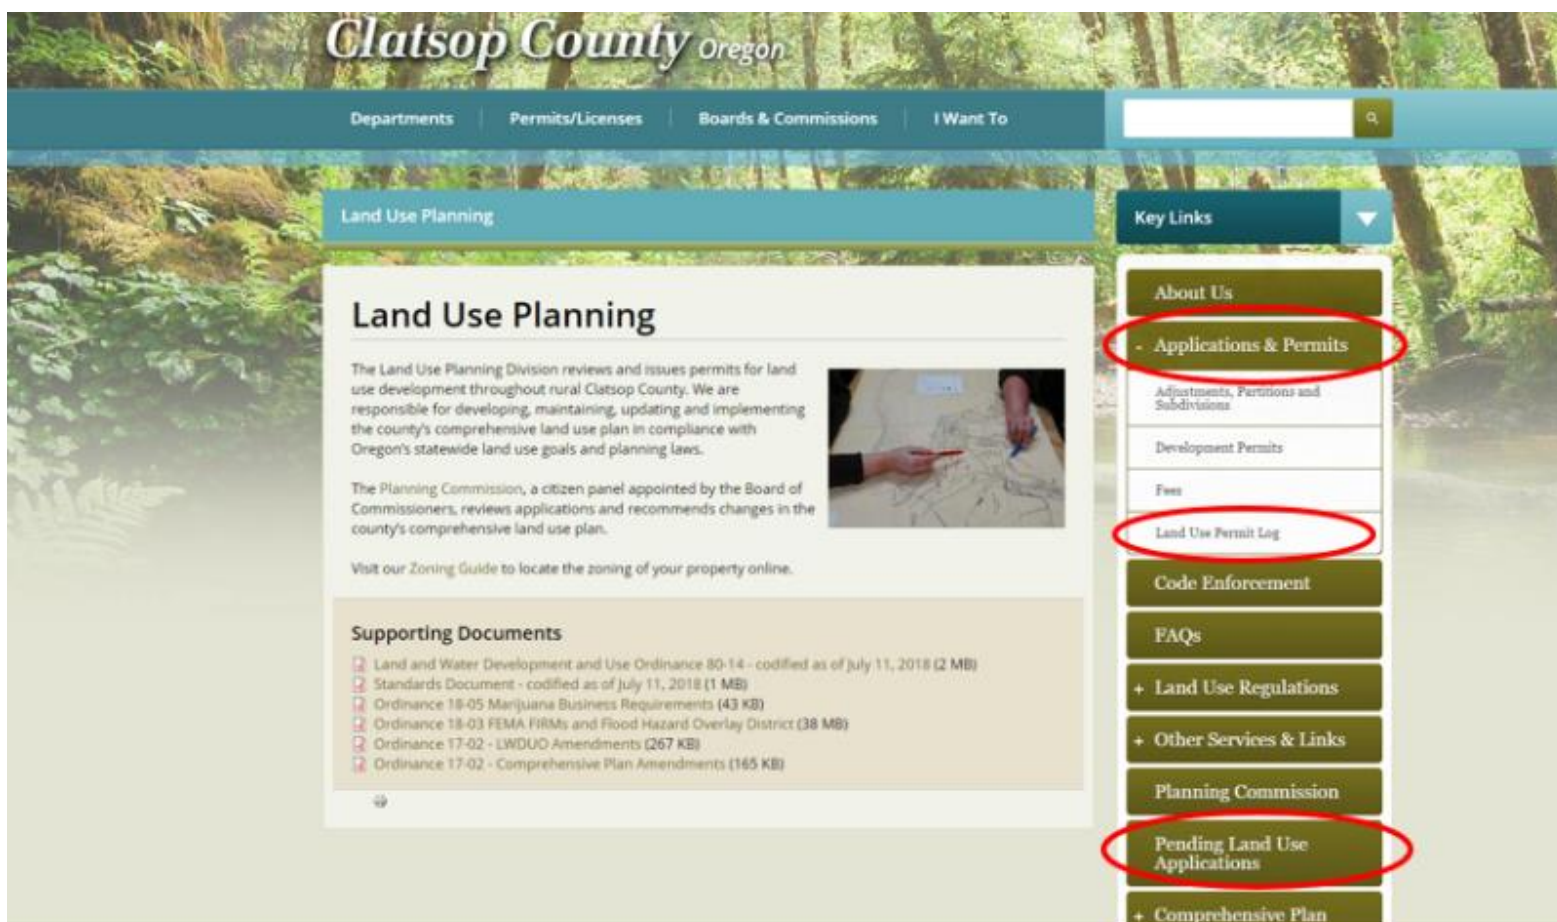 Clatsop County Oregon
Departments
Permits/Licenses
Boards & Commissions
I Want To
Land Use Planning
Land Use Planning
The Land Use Planning Division reviews and issues permits for land
use development throughout rural Clatsop County. We are
responsible for developing, maintaining, updating and implementing
the county's comprehensive land use plan in compliance with
Oregon's statewide land use goals and planning laws.
The Planning Commission, a citizen panel appointed by the Board of
Commissioners, reviews applications and recommends changes in the
county's comprehensive land use plan.
Visit our Zoning Guide to locate the zoning of your property online.
Supporting Documents
Land and Water Development and Use Ordinance 80-14 - codified as of July 11, 2018 (2 MB)
Standards Document - codified as of July 11, 2018 (1 MB)
Ordinance 18-05 Marijuana Business Requirements (43 KB)
Ordinance 18-03 FEMA FIRMs and Flood Hazard Overlay District (38 MB)
Ordinance 17-02 - LWDUO Amendments (267 KB)
Ordinance 17-02 - Comprehensive Plan Amendments (165 KB)
Key Links
About Us
- Applications & Permits
Adjustments, Partitions and
Subdivisions
Development Permits
Fees
Land Use Permit Log
Code Enforcement
FAQs
+ Land Use Regulations
+ Other Services & Links
Planning Commission
Pending Land Use
Applications
+ Comprehensive Plan